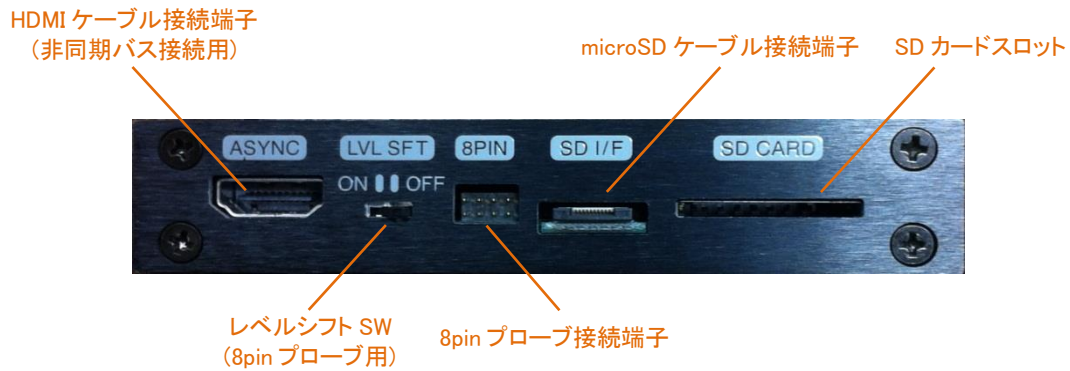 HDMI ケーブル接続端子
(非同期バス接続用)
microSD ケーブル接続端子
SD カードスロット
ASYNC
LVL SFT
8PIN
SD I/F
SD CARD
ON OFF
レベルシフト SW
(8pin プローブ用)
8pin プローブ接続端子